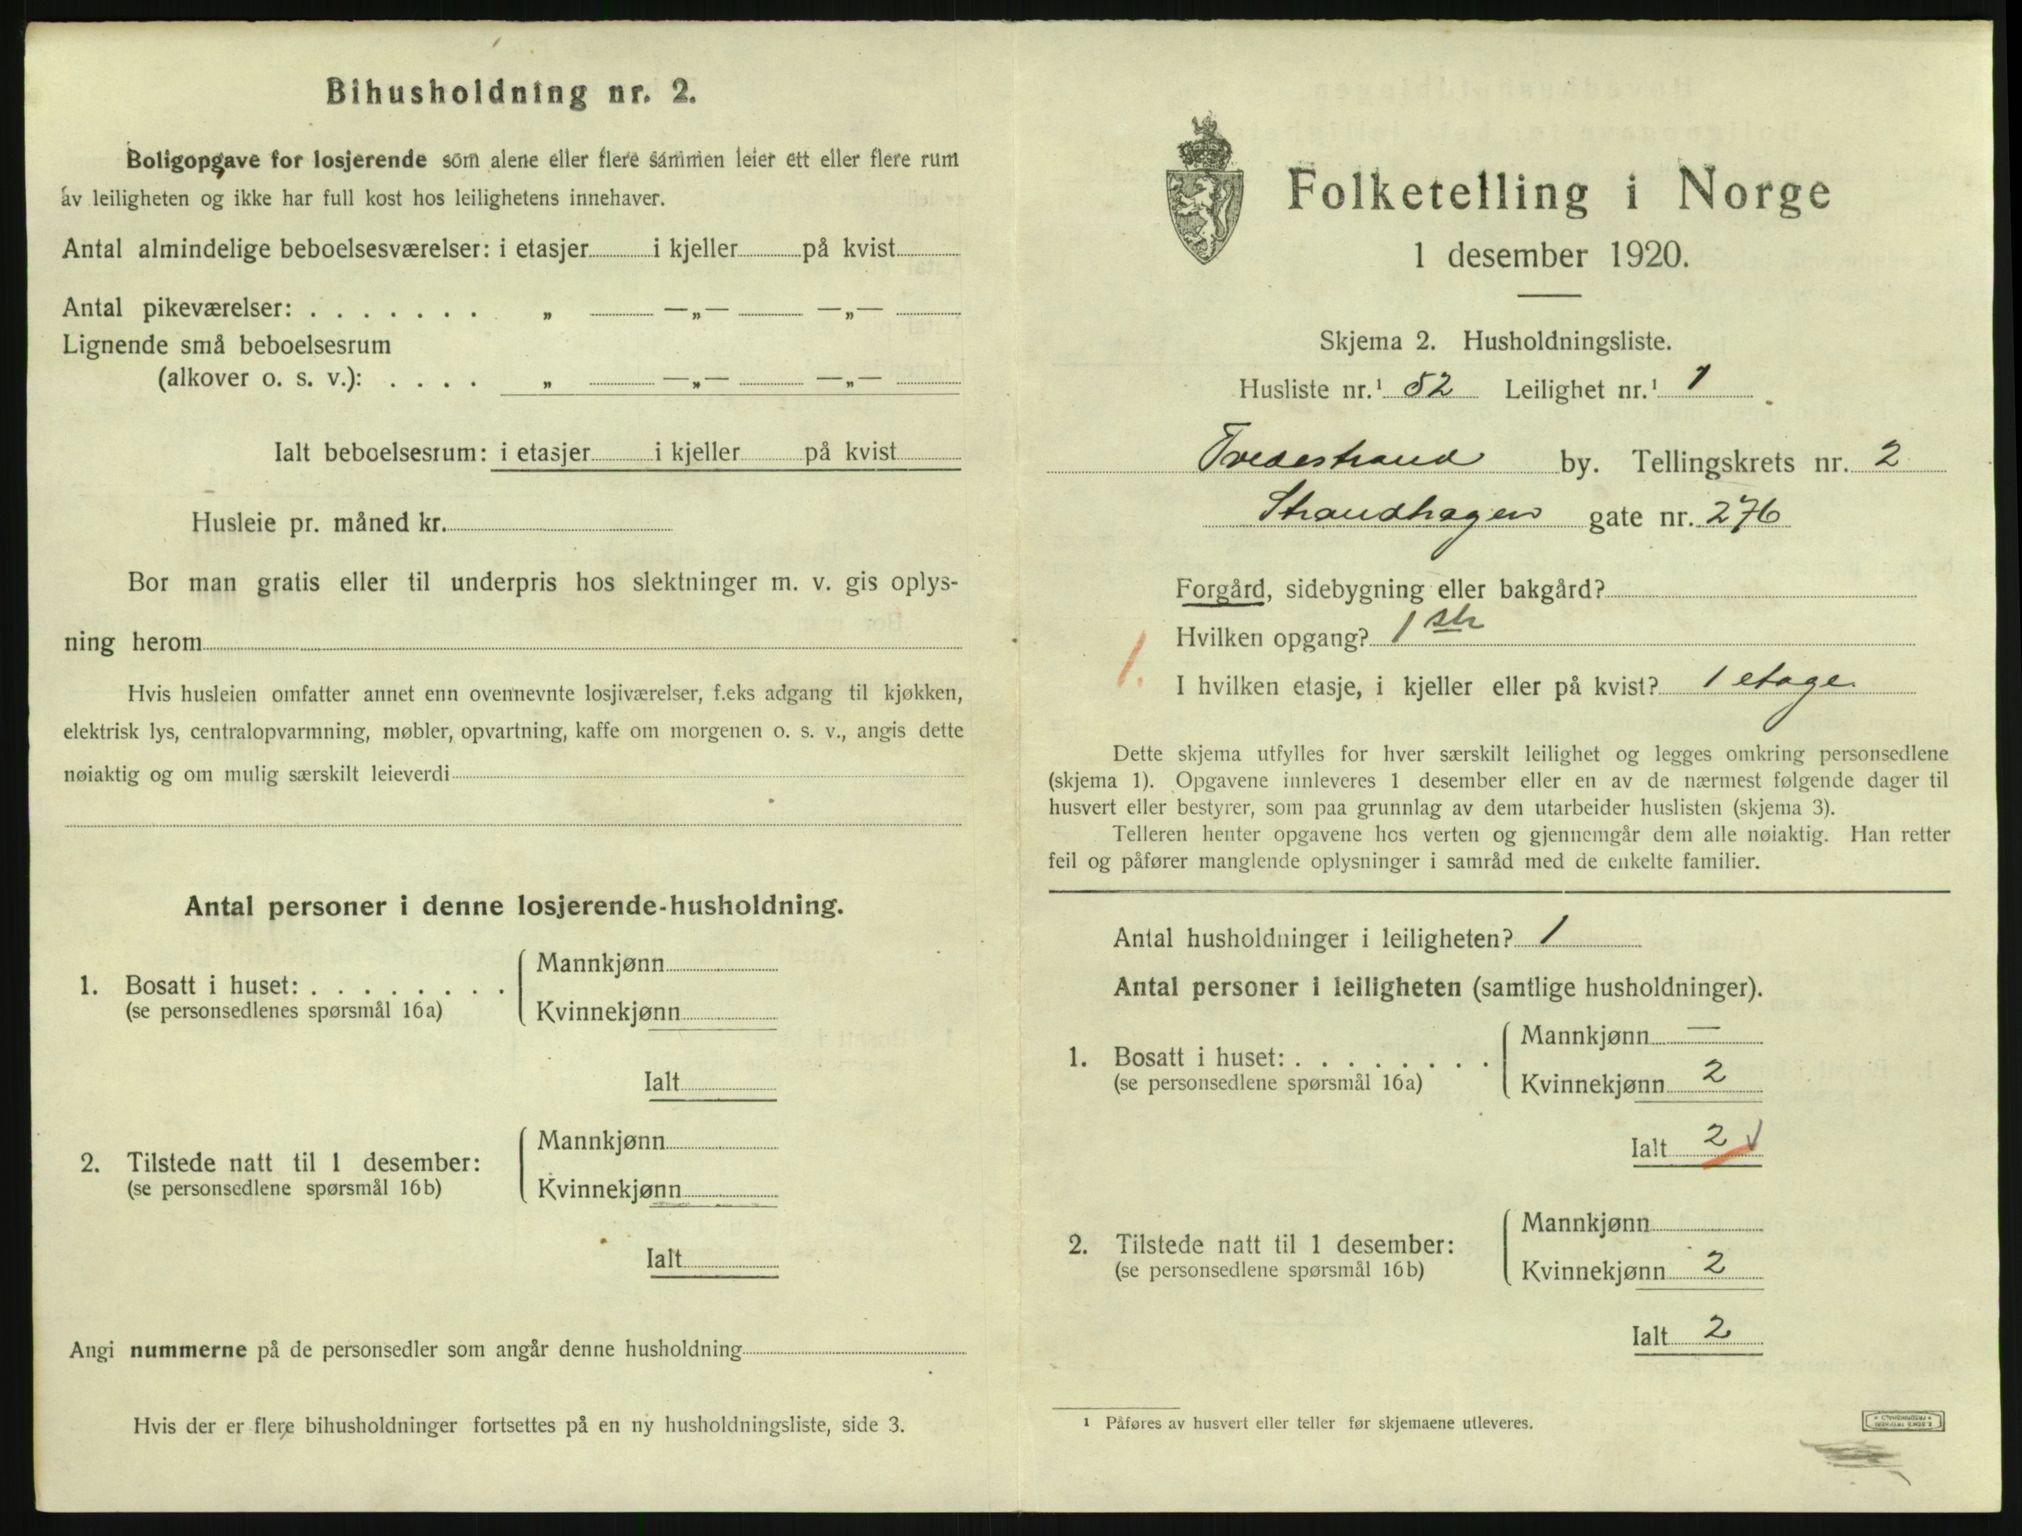 Bihusholdning nr. 2.
Boligopgave for losjerende som alene eller flere sammen leier ett eller flere rum
av leiligheten og ikke har full kost hos leilighetens innehaver.
Antal almindelige beboelsesværelser: i etasjer i kjeller på kvist
Antal pikeværelser: . . . . . . . „ —„— —„—
Lignende små beboelsesrum
(alkover o. s. v.): . . . . „ —„— —„—
Ialt beboelsesrum: i etasjer i kjeller på kvist
Husleie pr. måned kr.
Bor man gratis eller til underpris hos slektninger m. v. gis oplys-
ning herom
Hvis husleien omfatter annet enn ovennevnte losjiværelser, f.eks adgang til kjøkken,
elektrisk lys, centralopvarmning, møbler, opvartning, kaffe om morgenen o. s. v., angis dette
nøiaktig og om mulig særskilt leieverdi
Antal personer i denne losjerende-husholdning.
1. Bosatt i huset: . . . . . . . . Mannkjønn
(se personsedlenes spørsmål 16a) Kvinnekjønn
Ialt
2. Tilstede natt til 1 desember: Mannkjønn
(se personsedlene spørsmål 16b) Kvinnekjønn
Ialt
Angi nummerne på de personsedler som angår denne husholdning
Hvis der er flere bihusholdninger fortsettes på en ny husholdningsliste, side 3.
Folketelling i Norge
1 desember 1920.
Skjema 2. Husholdningsliste.
Husliste nr.¹ 52 Leilighet nr.¹ 1
Tvedestrand by. Tellingskrets nr. 2
Strandhagen gate nr. 276
Forgård, sidebygning eller bakgård?
Hvilken opgang? 1 ste
1. I hvilken etasje, i kjeller eller på kvist? 1 etage
Dette skjema utfylles for hver særskilt leilighet og legges omkring personsedlene
(skjema 1). Opgavene innleveres 1 desember eller en av de nærmest følgende dager til
husvert eller bestyrer, som paa grunnlag av dem utarbeider huslisten (skjema 3).
Telleren henter opgavene hos verten og gjennemgår dem alle nøiaktig. Han retter
feil og påfører manglende oplysninger i samråd med de enkelte familier.
Antal husholdninger i leiligheten? 1
Antal personer i leiligheten (samtlige husholdninger).
1. Bosatt i huset: . . . . . . . . Mannkjønn —
(se personsedlene spørsmål 16a) Kvinnekjønn 2
Ialt 2
2. Tilstede natt til 1 desember: Mannkjønn
(se personsedlene spørsmål 16b) Kvinnekjønn 2
Ialt 2
¹ Påføres av husvert eller teller før skjemaene utleveres.